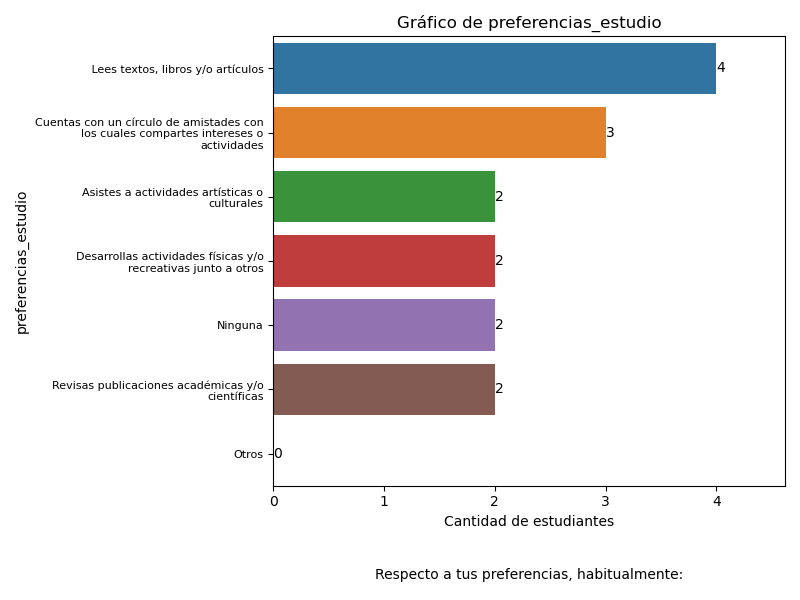 Gráfico de preferencias_estudio
Lees textos, libros y/o artículos
4
Cuentas con un círculo de amistades con
los cuales compartes intereses o
actividades
3
Asistes a actividades artísticas o
culturales
2
Desarrollas actividades físicas y/o
recreativas junto a otros
2
Ninguna
2
Revisas publicaciones académicas y/o
científicas
2
Otros
0
preferencias_estudio
0 1 2 3 4
Cantidad de estudiantes
Respecto a tus preferencias, habitualmente: